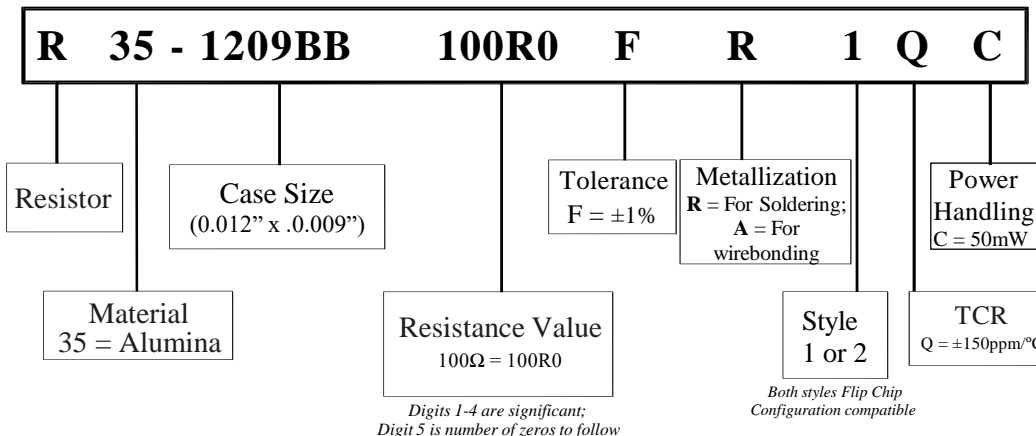 R 35 - 1209BB 100R0 F R 1 Q C
Resistor
Case Size
(0.012” x .0.009”)
Tolerance
F = ±1%
Metallization
R = For Soldering;
A = For
wirebonding
Power
Handling
C = 50mW
Material
35 = Alumina
Resistance Value
100Ω = 100R0
Digits 1-4 are significant;
Digit 5 is number of zeros to follow
Style
1 or 2
Both styles Flip Chip
Configuration compatible
TCR
Q = ±150ppm/ºC